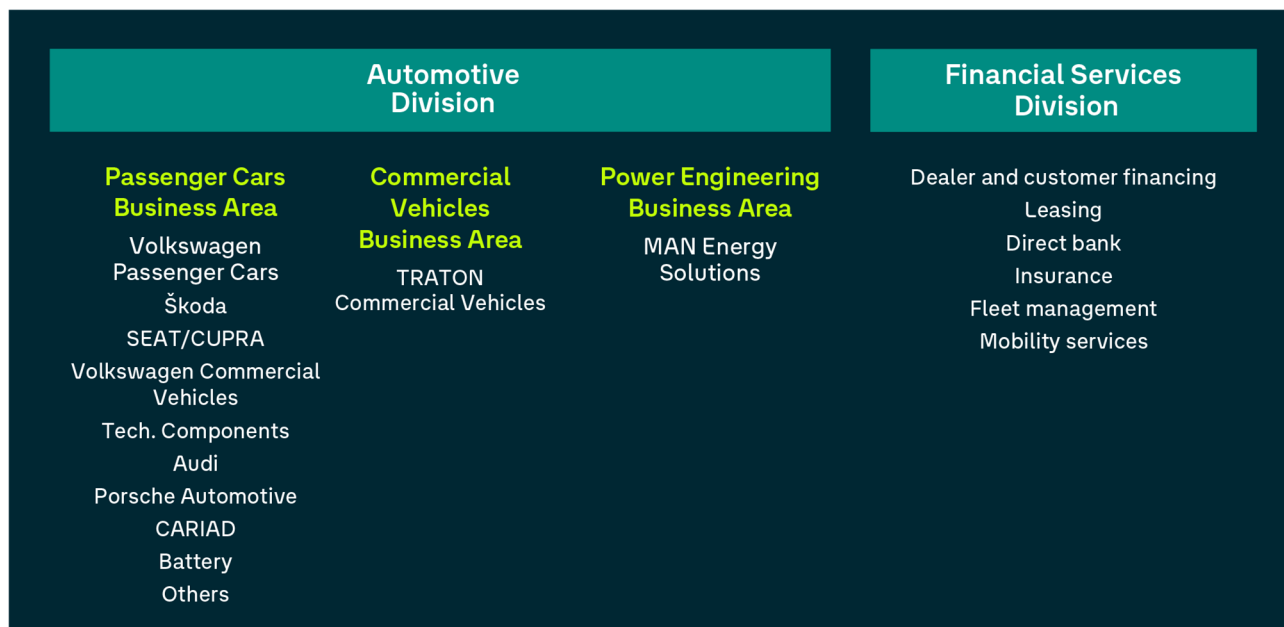 Automotive
Division
Financial Services
Division
Passenger Cars
Business Area
Volkswagen
Passenger Cars
Škoda
SEAT/CUPRA
Volkswagen Commercial
Vehicles
Tech. Components
Audi
Porsche Automotive
CARIAD
Battery
Others
Commercial
Vehicles
Business Area
TRATON
Commercial Vehicles
Power Engineering
Business Area
MAN Energy
Solutions
Dealer and customer financing
Leasing
Direct bank
Insurance
Fleet management
Mobility services